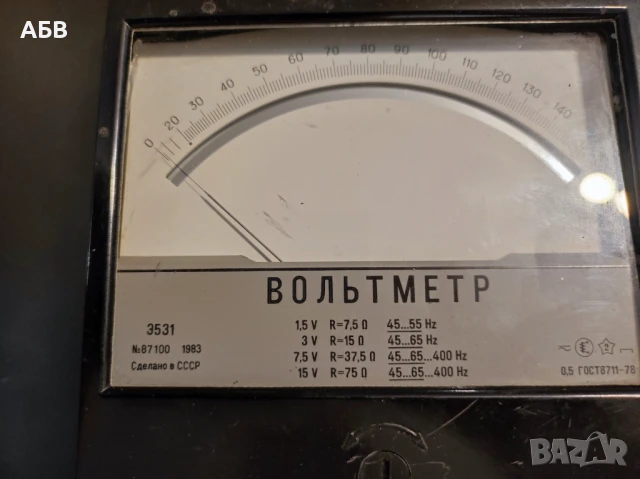 АБВ
0 20 30 40 50 60 70 80 90 100 110 120 130 140
ВОЛЬТМЕТР
Э531
№87100 1983
Сделано в СССР
1,5 V R=7,5 Ω 45...55 Hz
3 V R=15 Ω 45...65 Hz
7,5 V R=37,5 Ω 45...65...400 Hz
15 V R=75 Ω 45...65...400 Hz
0,5 ГОСТ8711-78
BAZAR